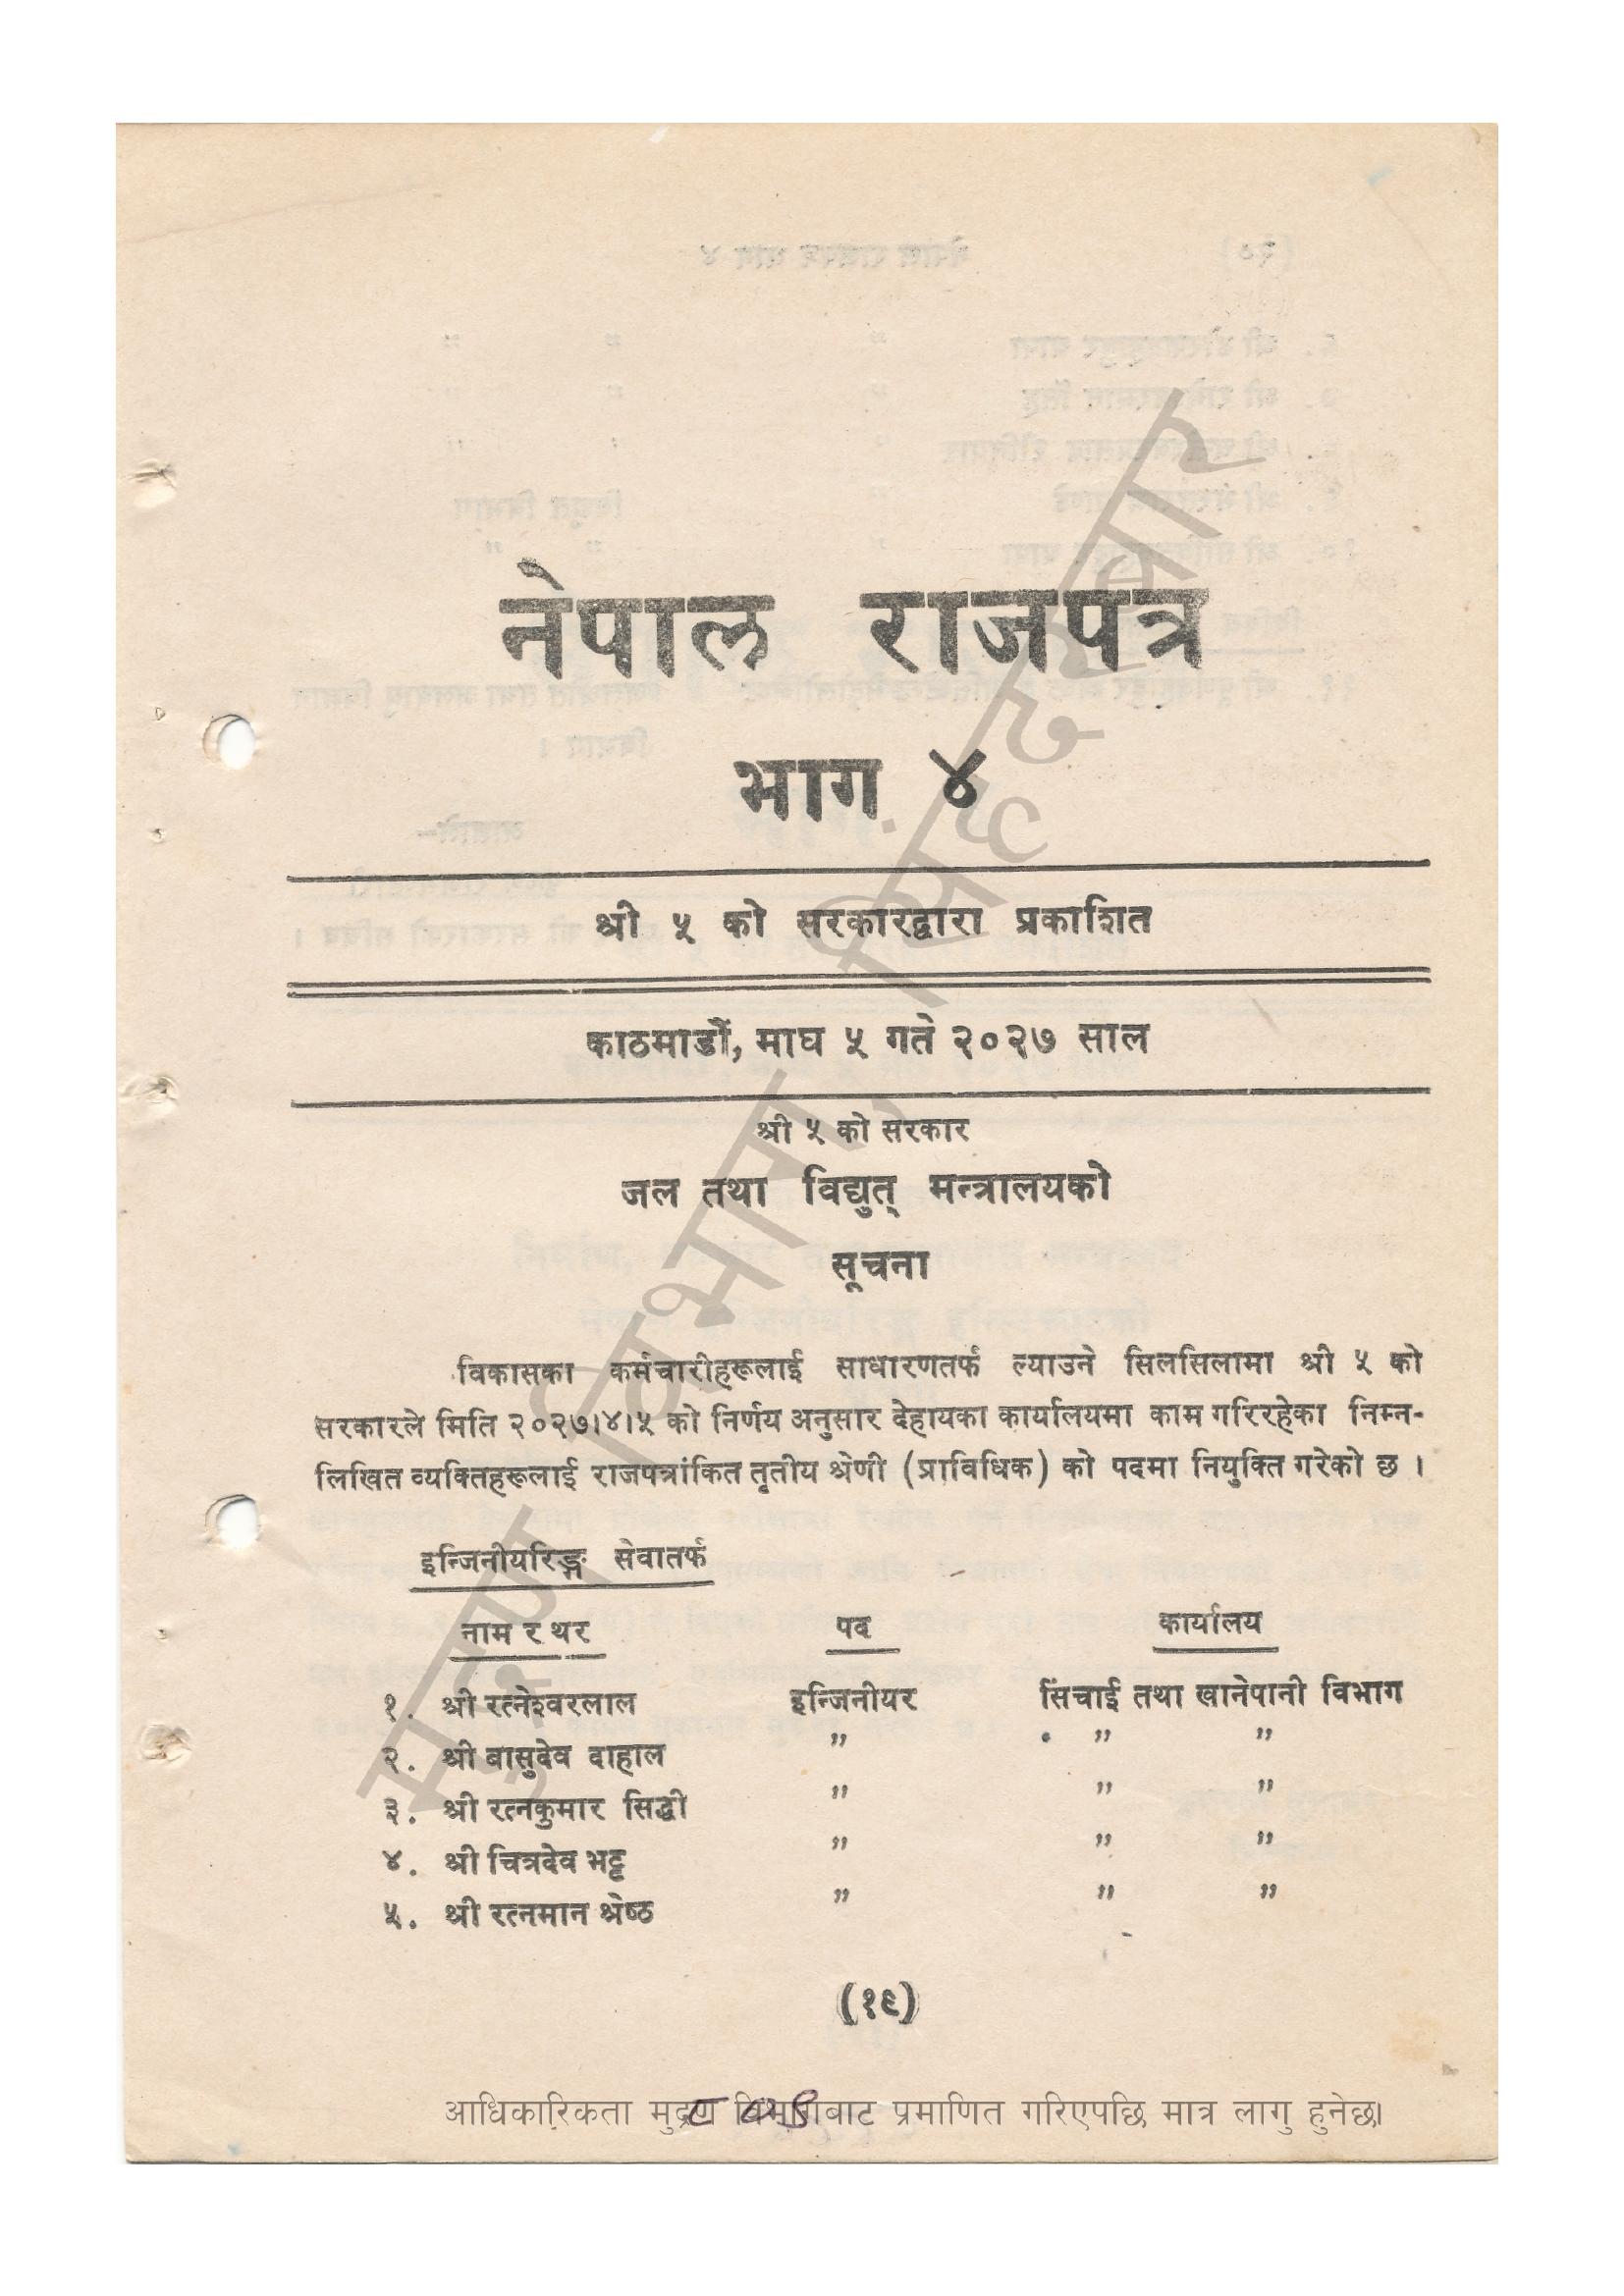 नेपाल राजपत्र
भाग ४
श्री ५ को सरकारद्वारा प्रकाशित
काठमाडौं, माघ ५ गते २०२७ साल
श्री ५ को सरकार
जल तथा विद्युत् मन्त्रालयको
सूचना
विकासका कर्मचारीहरूलाई साधारणतर्फ ल्याउने सिलसिलामा श्री ५ को
सरकारले मिति २०२७।४।५ को निर्णय अनुसार देहायका कार्यालयमा काम गरिरहेका निम्न-
लिखित व्यक्तिहरूलाई राजपत्रांकित तृतीय श्रेणी (प्राविधिक) को पदमा नियुक्ति गरेको छ ।
इन्जिनीयरिङ्ग सेवातर्फ
नाम र थर पद कार्यालय
१. श्री रत्नेश्वरलाल इन्जिनीयर सिंचाई तथा खानेपानी विभाग
२. श्री बासुदेव दाहाल " " "
३. श्री रत्नकुमार सिद्धी " " "
४. श्री चित्रदेव भट्ट " " "
५. श्री रत्नमान श्रेष्ठ " " "
(१९)
आधिकारिकता मुद्रण विभागबाट प्रमाणित गरिएपछि मात्र लागु हुनेछ।
मुद्रण विभाग, सिंहदरबार